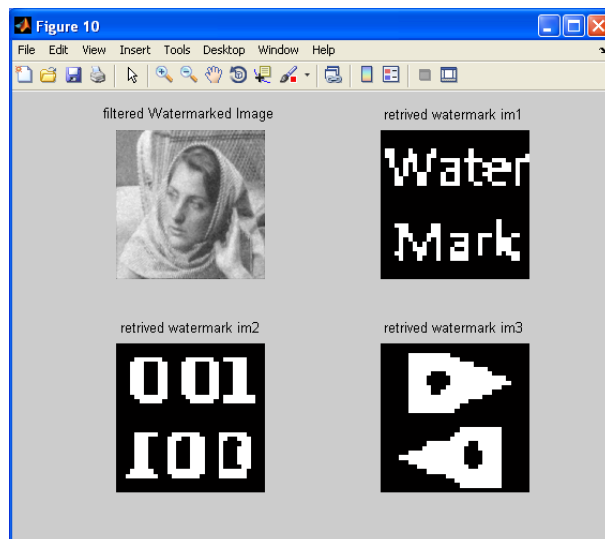 Figure 10
File Edit View Insert Tools Desktop Window Help
filtered Watermarked Image
retrived watermark im1
Water
Mark
retrived watermark im2
retrived watermark im3
001
100